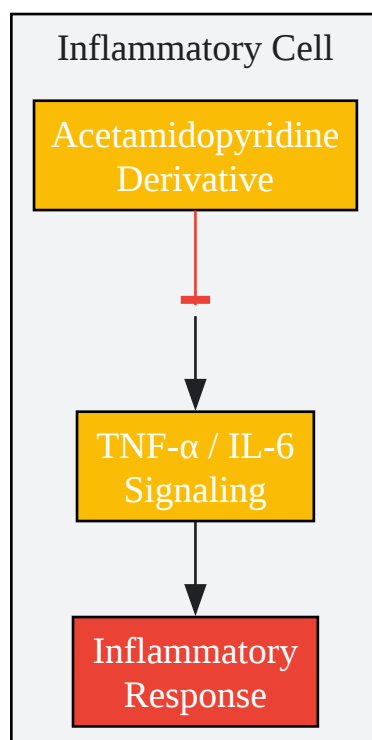 Inflammatory Cell
Acetamidopyridine
Derivative
TNF-α / IL-6
Signaling
Inflammatory
Response